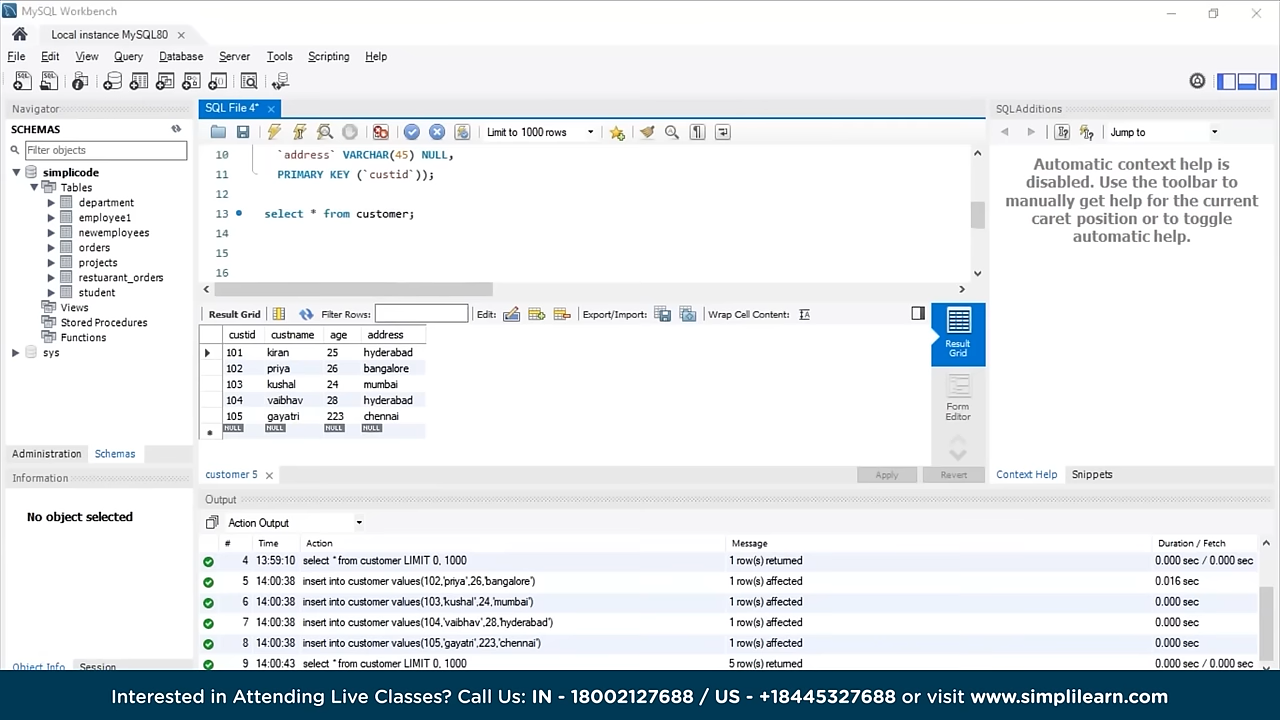 MySQL Workbench
Local instance MySQL80
File Edit View Query Database Server Tools Scripting Help
Navigator
SCHEMAS
Filter objects
simplicode
Tables
department
employee1
newemployees
orders
projects
restuarant_orders
student
Views
Stored Procedures
Functions
sys
Administration Schemas
Information
No object selected
Object Info Session
SQL File 4*
Limit to 1000 rows
10 `address` VARCHAR(45) NULL,
11 PRIMARY KEY (`custid`));
12
13 select * from customer;
14
15
16
Result Grid Filter Rows: Edit: Export/Import: Wrap Cell Content:
custid custname age address
101 kiran 25 hyderabad
102 priya 26 bangalore
103 kushal 24 mumbai
104 vaibhav 28 hyderabad
105 gayatri 223 chennai
NULL NULL NULL NULL
Result Grid
Form Editor
customer 5
Apply Revert
SQLAdditions
Jump to
Automatic context help is
disabled. Use the toolbar to
manually get help for the current
caret position or to toggle
automatic help.
Context Help Snippets
Output
Action Output
# Time Action Message Duration / Fetch
4 13:59:10 select * from customer LIMIT 0, 1000 1 row(s) returned 0.000 sec / 0.000 sec
5 14:00:38 insert into customer values(102,'priya',26,'bangalore') 1 row(s) affected 0.016 sec
6 14:00:38 insert into customer values(103,'kushal',24,'mumbai') 1 row(s) affected 0.000 sec
7 14:00:38 insert into customer values(104,'vaibhav',28,'hyderabad') 1 row(s) affected 0.000 sec
8 14:00:38 insert into customer values(105,'gayatri',223,'chennai') 1 row(s) affected 0.000 sec
9 14:00:43 select * from customer LIMIT 0, 1000 5 row(s) returned 0.000 sec / 0.000 sec
Interested in Attending Live Classes? Call Us: IN - 18002127688 / US - +18445327688 or visit www.simplilearn.com